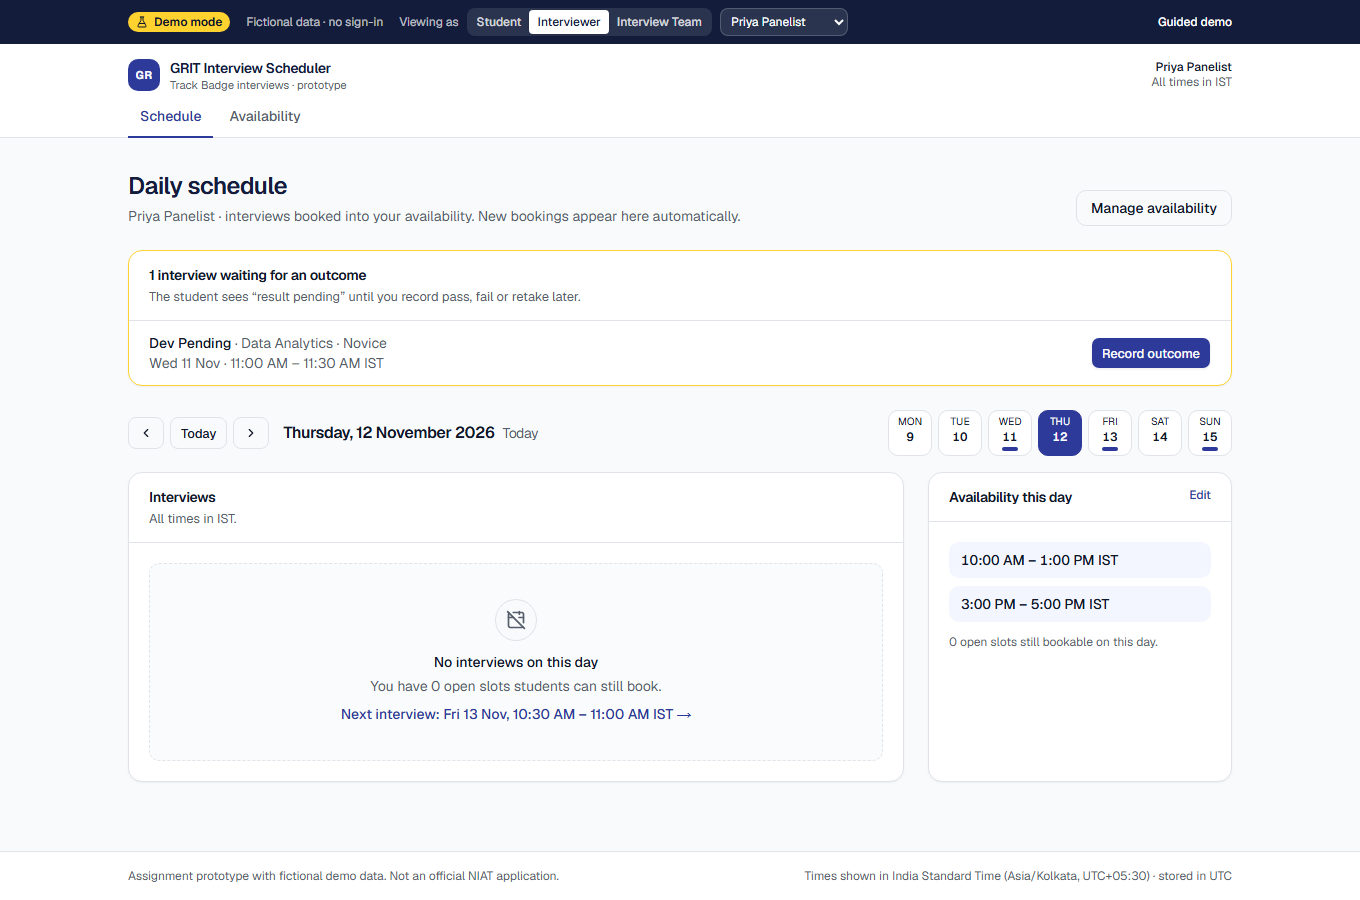 Demo mode
Fictional data · no sign-in
Viewing as
Student
Interviewer
Interview Team
Priya Panelist
Guided demo
GR
GRIT Interview Scheduler
Track Badge interviews · prototype
Priya Panelist
All times in IST
Schedule
Availability
Daily schedule
Priya Panelist · interviews booked into your availability. New bookings appear here automatically.
Manage availability
1 interview waiting for an outcome
The student sees “result pending” until you record pass, fail or retake later.
Dev Pending · Data Analytics · Novice
Wed 11 Nov · 11:00 AM – 11:30 AM IST
Record outcome
Today
Thursday, 12 November 2026 Today
MON
9
TUE
10
WED
11
THU
12
FRI
13
SAT
14
SUN
15
Interviews
All times in IST.
No interviews on this day
You have 0 open slots students can still book.
Next interview: Fri 13 Nov, 10:30 AM – 11:00 AM IST →
Availability this day
Edit
10:00 AM – 1:00 PM IST
3:00 PM – 5:00 PM IST
0 open slots still bookable on this day.
Assignment prototype with fictional demo data. Not an official NIAT application.
Times shown in India Standard Time (Asia/Kolkata, UTC+05:30) · stored in UTC